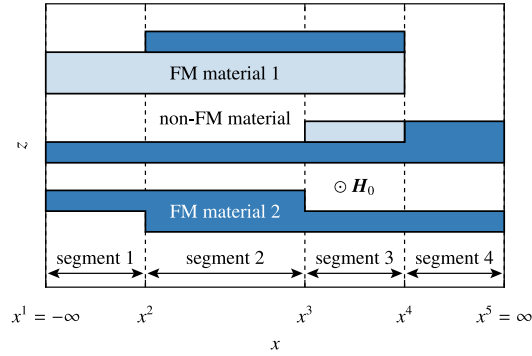 FM material 1
non-FM material
z
⊙ H₀
FM material 2
segment 1 segment 2 segment 3 segment 4
x¹ = −∞ x² x³ x⁴ x⁵ = ∞
x